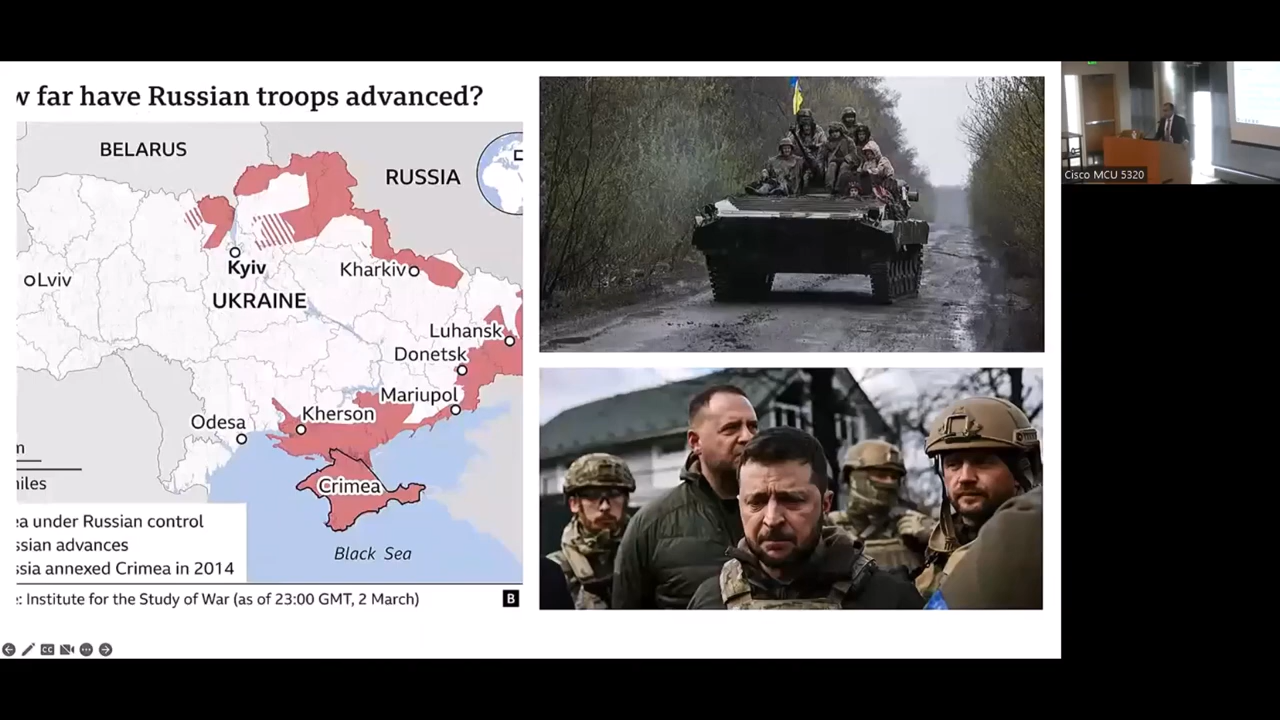 w far have Russian troops advanced?
BELARUS
RUSSIA
Kyiv
Kharkiv
Lviv
UKRAINE
Luhansk
Donetsk
Mariupol
Kherson
Odesa
Crimea
niles
ea under Russian control
ssian advances
ssia annexed Crimea in 2014
Black Sea
: Institute for the Study of War (as of 23:00 GMT, 2 March)
B
Cisco MCU 5320